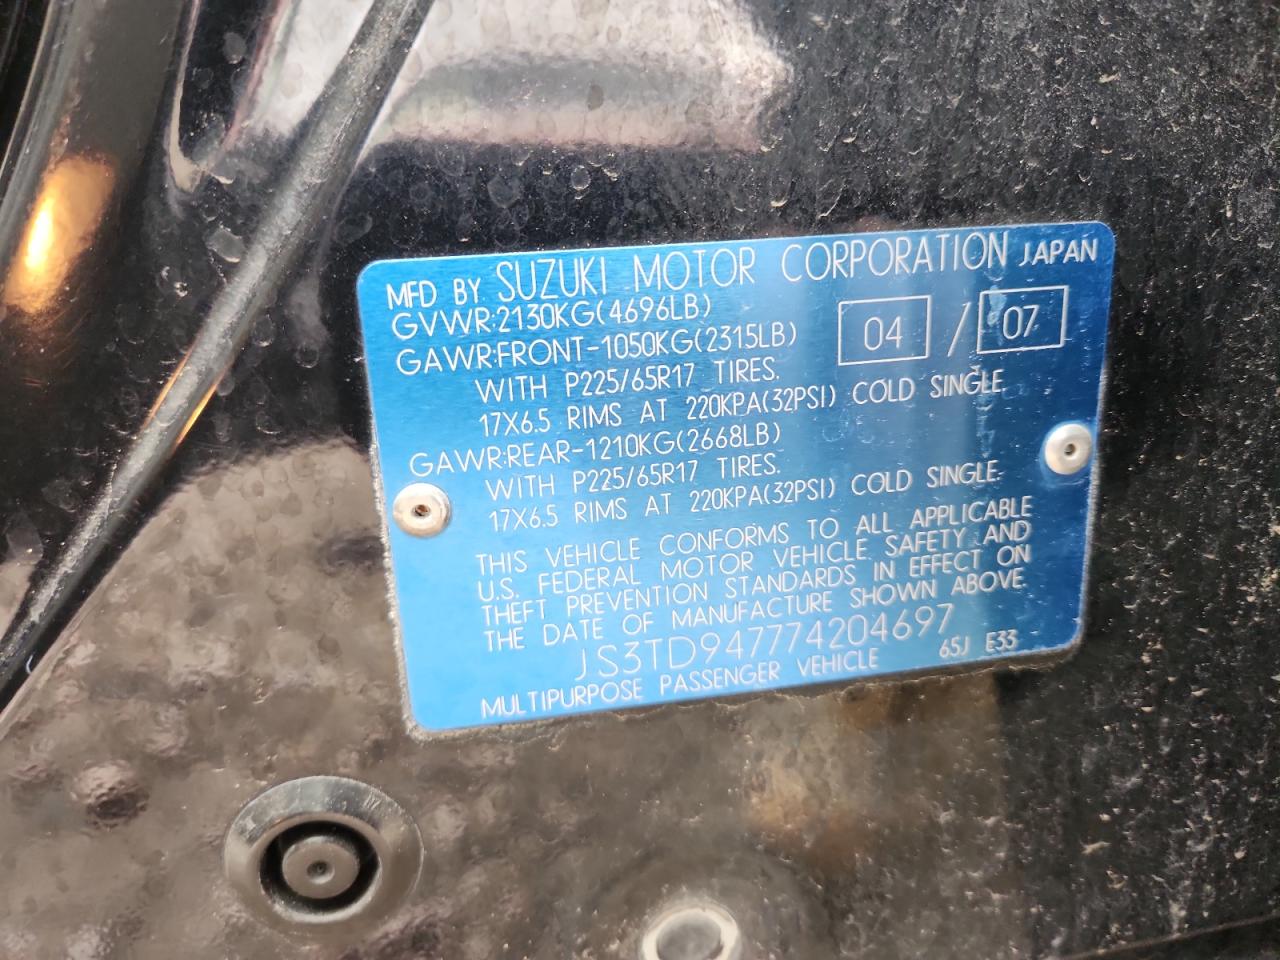 MFD BY SUZUKI MOTOR CORPORATION JAPAN
GVWR:2130KG(4696LB)
04 / 07
GAWR:FRONT-1050KG(2315LB)
WITH P225/65R17 TIRES.
17X6.5 RIMS AT 220KPA(32PSI) COLD SINGLE
GAWR:REAR-1210KG(2668LB)
WITH P225/65R17 TIRES.
17X6.5 RIMS AT 220KPA(32PSI) COLD SINGLE.
THIS VEHICLE CONFORMS TO ALL APPLICABLE
U.S. FEDERAL MOTOR VEHICLE SAFETY AND
THEFT PREVENTION STANDARDS IN EFFECT ON
THE DATE OF MANUFACTURE SHOWN ABOVE.
JS3TD947774204697
MULTIPURPOSE PASSENGER VEHICLE 65J E33